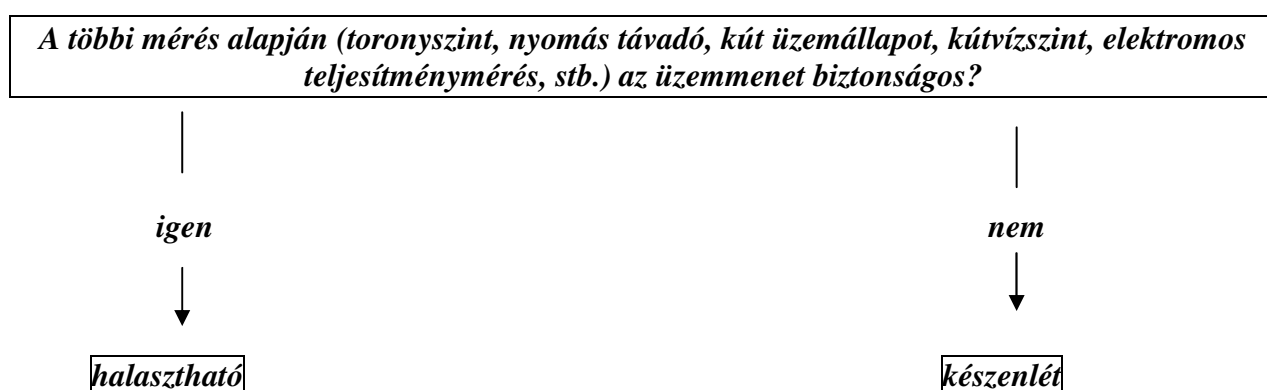 A többi mérés alapján (toronyszint, nyomás távadó, kút üzemállapot, kútvízszint, elektromos
teljesítménymérés, stb.) az üzemmenet biztonságos?
igen
nem
halasztható
készenlét